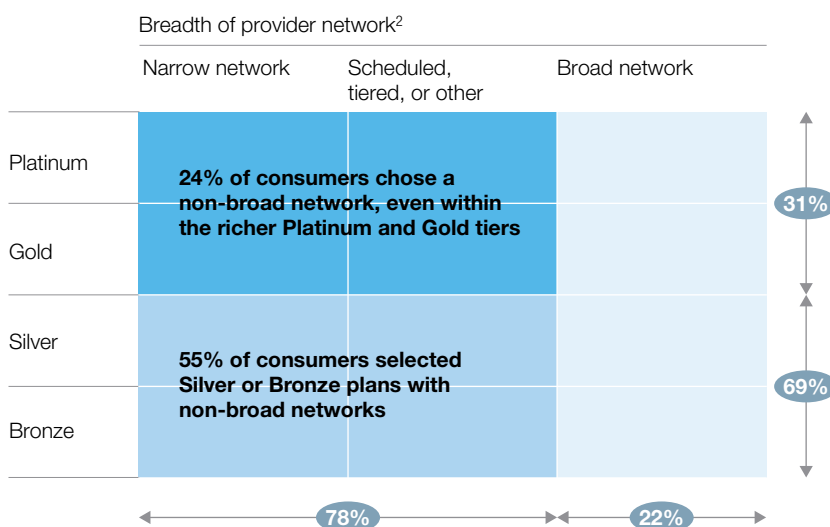 Breadth of provider network2
Narrow network
Scheduled,
tiered, or other
Broad network
Platinum
Gold
Silver
Bronze
24% of consumers chose a
non-broad network, even within
the richer Platinum and Gold tiers
55% of consumers selected
Silver or Bronze plans with
non-broad networks
31%
69%
78%
22%